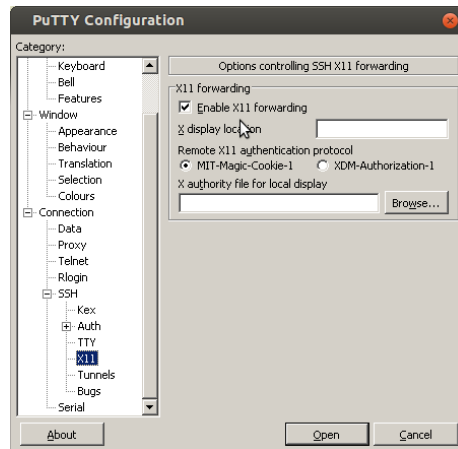 PuTTY Configuration
Category:
Keyboard
Bell
Features
Window
Appearance
Behaviour
Translation
Selection
Colours
Connection
Data
Proxy
Telnet
Rlogin
SSH
Kex
Auth
TTY
X11
Tunnels
Bugs
Serial
Options controlling SSH X11 forwarding
X11 forwarding
Enable X11 forwarding
X display location
Remote X11 authentication protocol
MIT-Magic-Cookie-1 XDM-Authorization-1
X authority file for local display
Browse...
About Open Cancel